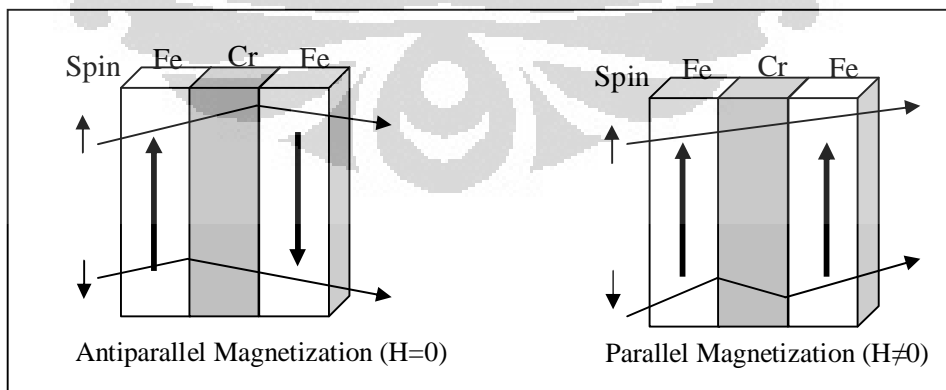 Spin Fe Cr Fe
Spin Fe Cr Fe
Antiparallel Magnetization (H=0)
Parallel Magnetization (H≠0)